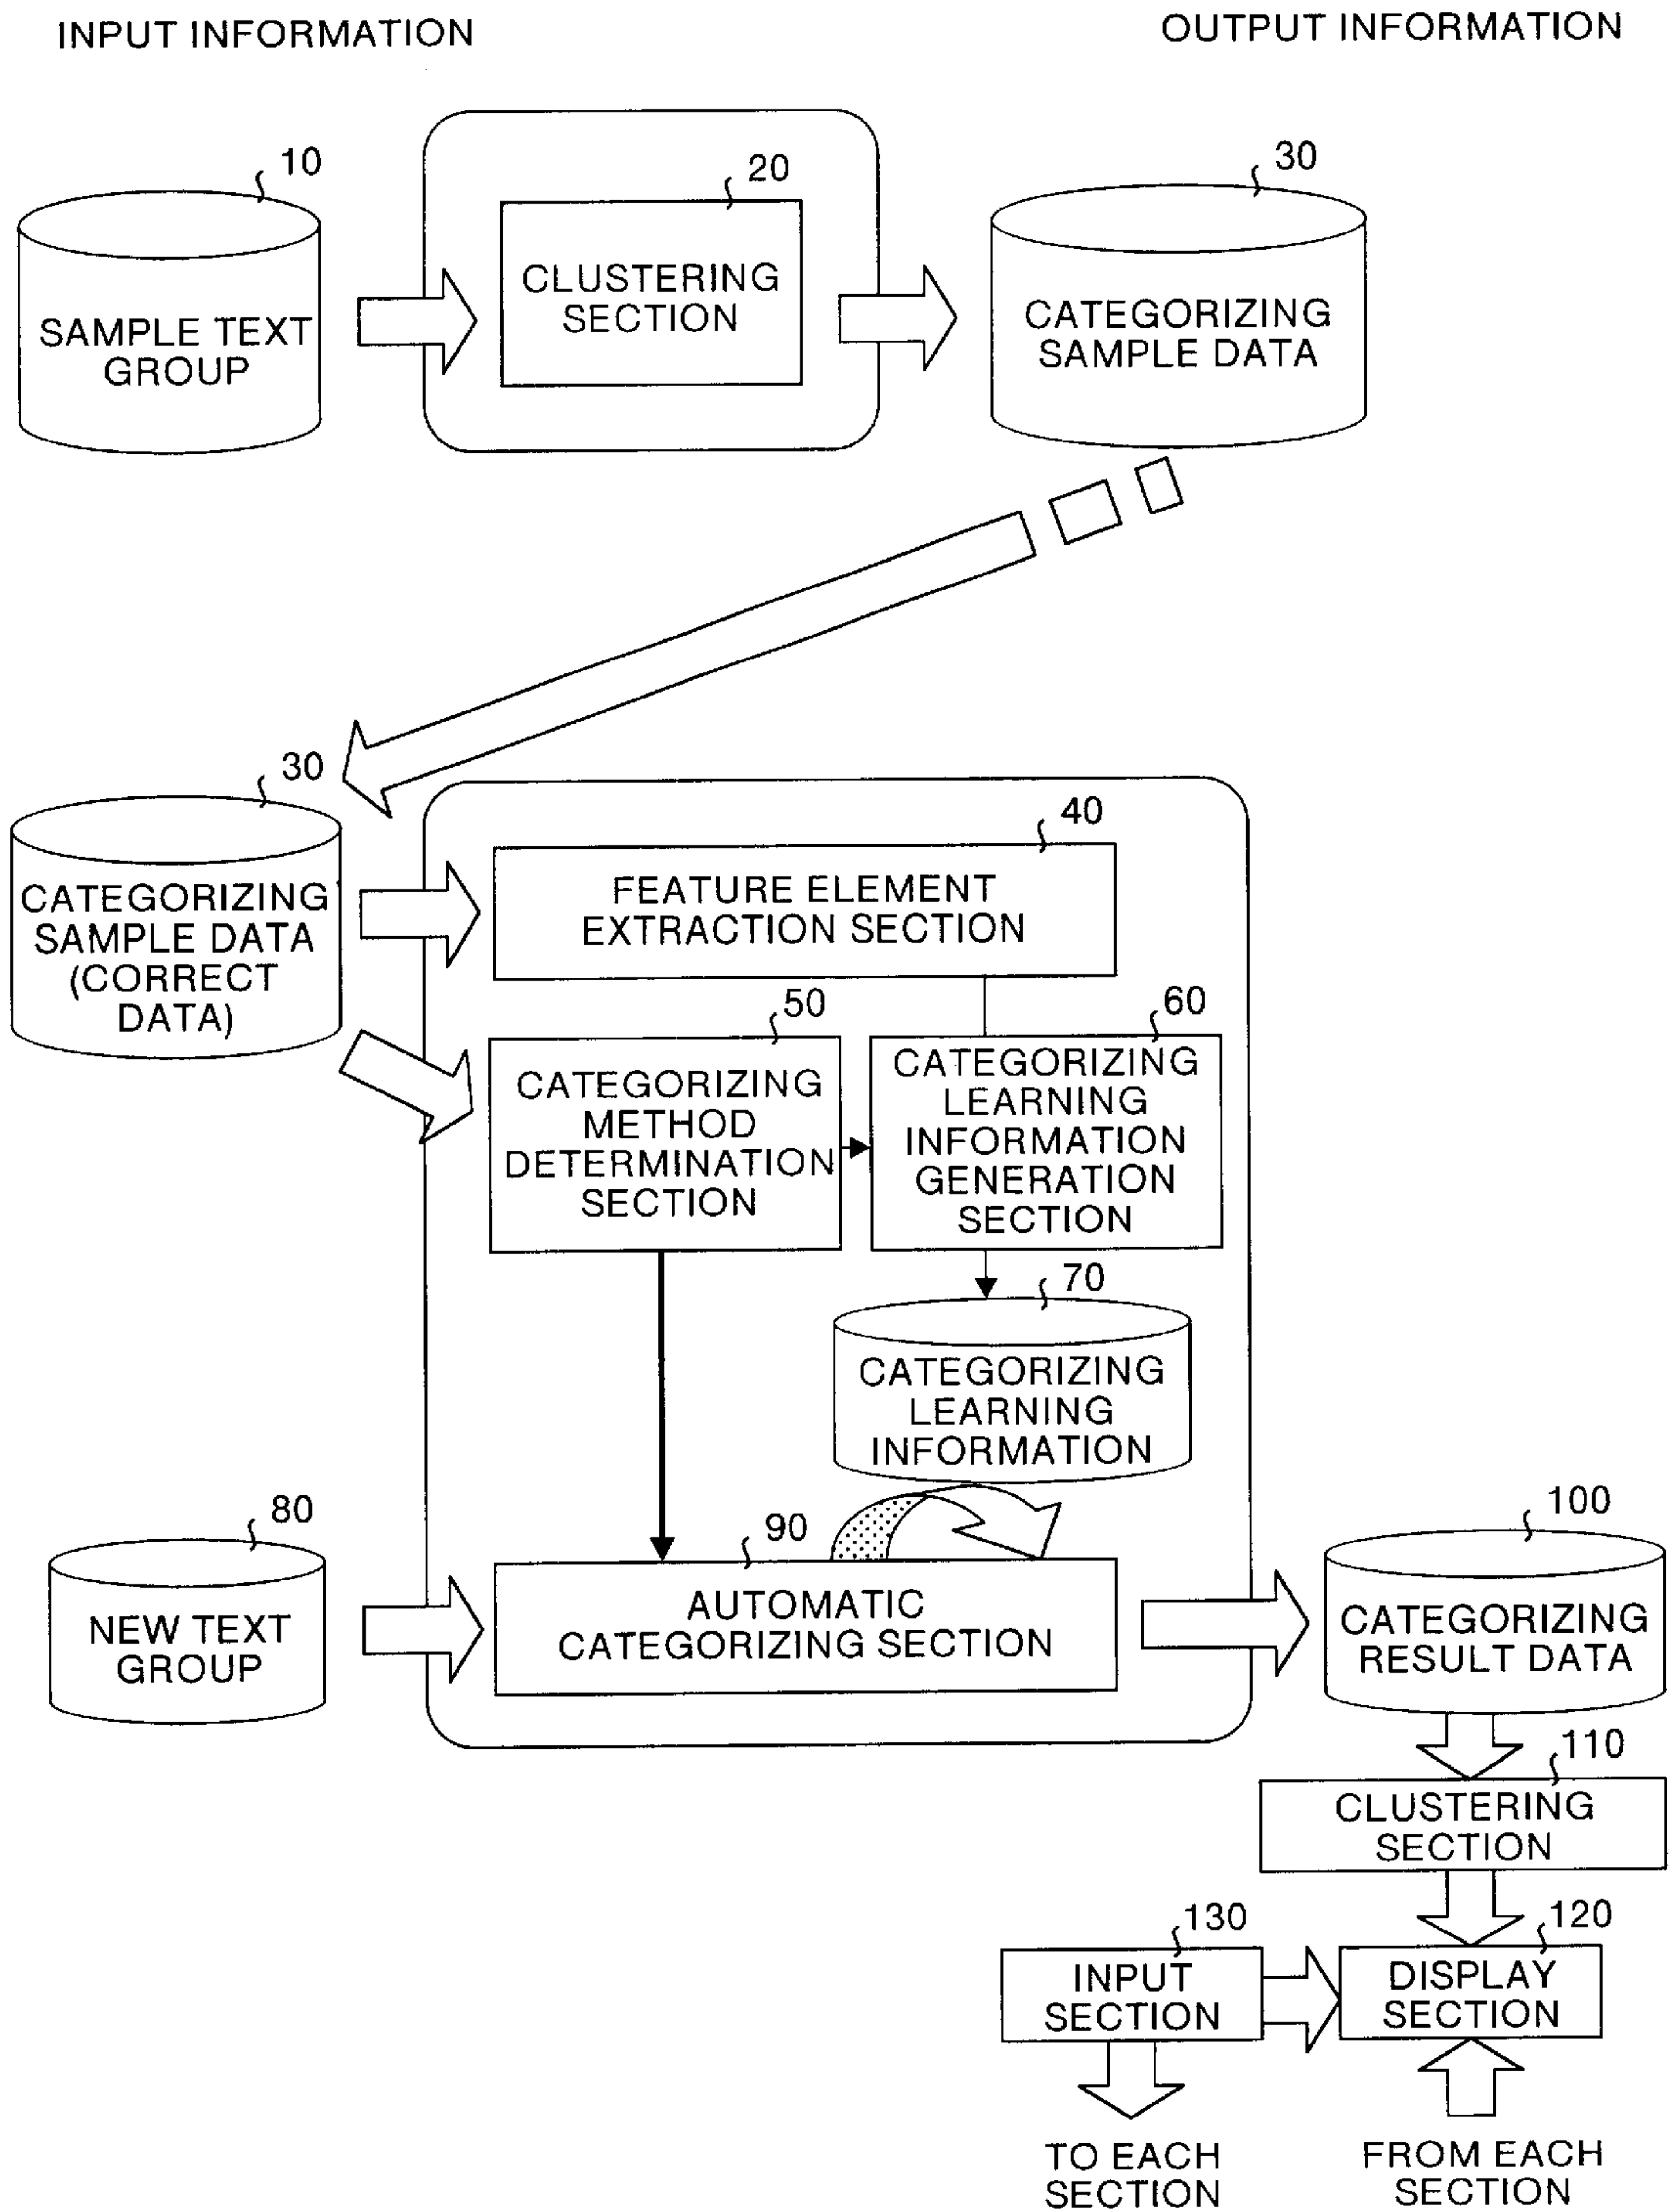 INPUT INFORMATION
OUTPUT INFORMATION
10
20
30
SAMPLE TEXT
GROUP
CLUSTERING
SECTION
CATEGORIZING
SAMPLE DATA
30
CATEGORIZING
SAMPLE DATA
(CORRECT
DATA)
40
FEATURE ELEMENT
EXTRACTION SECTION
50
CATEGORIZING
METHOD
DETERMINATION
SECTION
60
CATEGORIZING
LEARNING
INFORMATION
GENERATION
SECTION
70
CATEGORIZING
LEARNING
INFORMATION
80
NEW TEXT
GROUP
90
AUTOMATIC
CATEGORIZING SECTION
100
CATEGORIZING
RESULT DATA
110
CLUSTERING
SECTION
130
INPUT
SECTION
120
DISPLAY
SECTION
TO EACH
SECTION
FROM EACH
SECTION